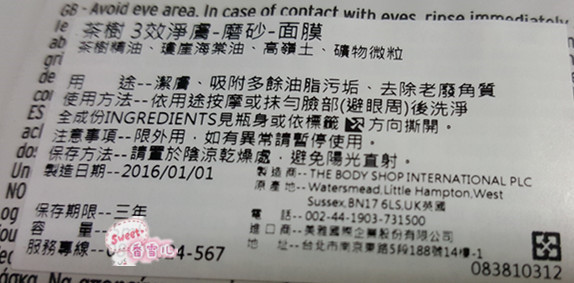 GB - Avoid eye area. In case of contact with eyes, rinse immediately
茶樹 3效淨膚-磨砂-面膜
茶樹精油、瓊崖海棠油、高嶺土、礦物微粒
用 途--潔膚、吸附多餘油脂污垢、去除老廢角質
使用方法--依用途按摩或抹勻臉部(避眼周)後洗淨
全成份INGREDIENTS見瓶身或依標籤 方向撕開。
注意事項--限外用，如有異常請暫停使用。
保存方法--請置於陰涼乾燥處，避免陽光直射。
製造日期--2016/01/01
製造商--THE BODY SHOP INTERNATIONAL PLC
原產地--Watersmead,Little Hampton,West
Sussex,BN17 6LS,UK英國
保存期限--三年
電 話--002-44-1903-731500
容 量--
進口商--美雅國際企業股份有限公司
服務專線--0 24-567
地 址--台北市南京東路5段188號14樓-1
083810312
Sweet